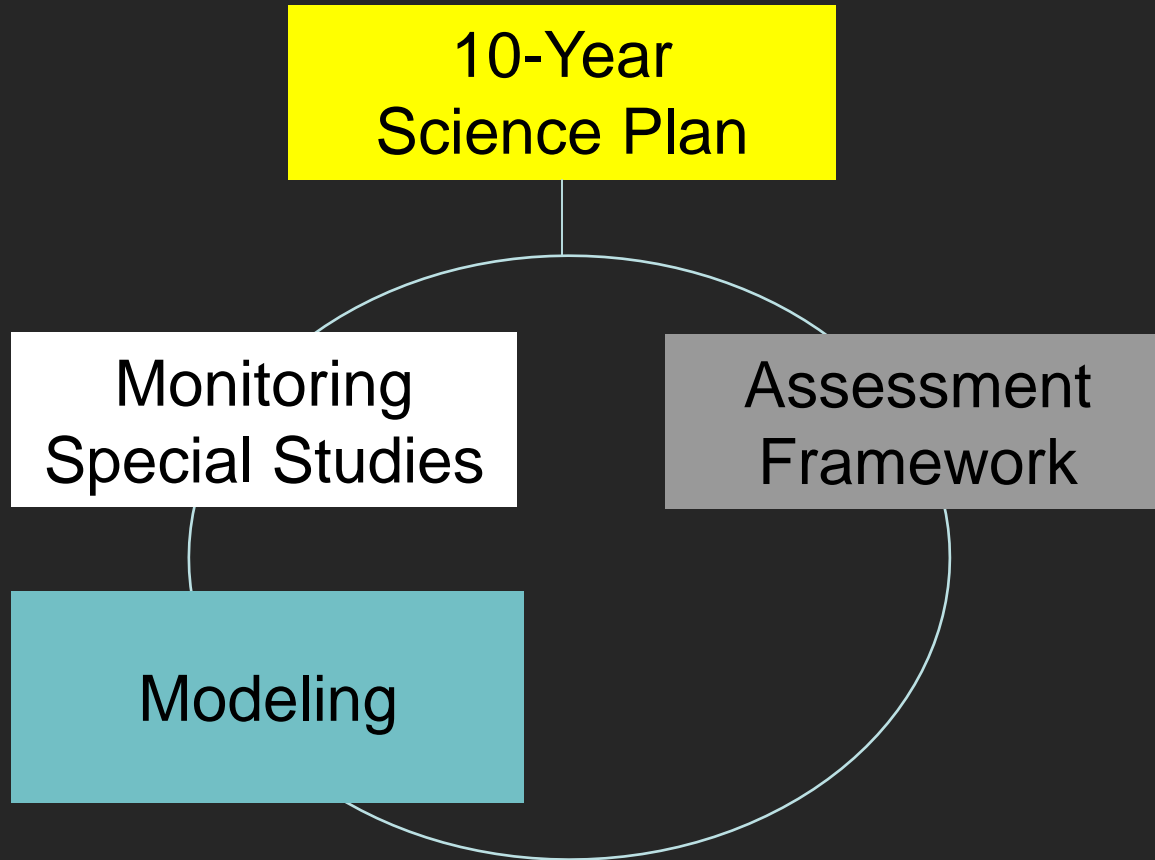 10-Year
Science Plan
Monitoring
Special Studies
Assessment
Framework
Modeling